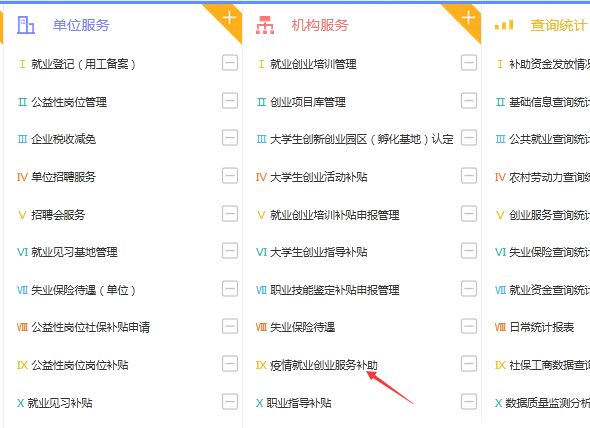 单位服务
Ⅰ 就业登记（用工备案）
Ⅱ 公益性岗位管理
Ⅲ 企业税收减免
Ⅳ 单位招聘服务
Ⅴ 招聘会服务
Ⅵ 就业见习基地管理
Ⅶ 失业保险待遇（单位）
Ⅷ 公益性岗位社保补贴申请
Ⅸ 公益性岗位岗位补贴
Ⅹ 就业见习补贴
机构服务
Ⅰ 就业创业培训管理
Ⅱ 创业项目库管理
Ⅲ 大学生创新创业园区（孵化基地）认定
Ⅳ 大学生创业活动补贴
Ⅴ 就业创业培训补贴申报管理
Ⅵ 大学生创业指导补贴
Ⅶ 职业技能鉴定补贴申报管理
Ⅷ 失业保险待遇
Ⅸ 疫情就业创业服务补助
Ⅹ 职业指导补贴
查询统计
Ⅰ 补助资金发放情况
Ⅱ 基础信息查询统计
Ⅲ 公共就业查询统计
Ⅳ 农村劳动力查询统
Ⅴ 创业服务查询统计
Ⅵ 失业保险查询统计
Ⅶ 就业资金查询统计
Ⅷ 日常统计报表
Ⅸ 社保工商数据查询
Ⅹ 数据质量监测分析